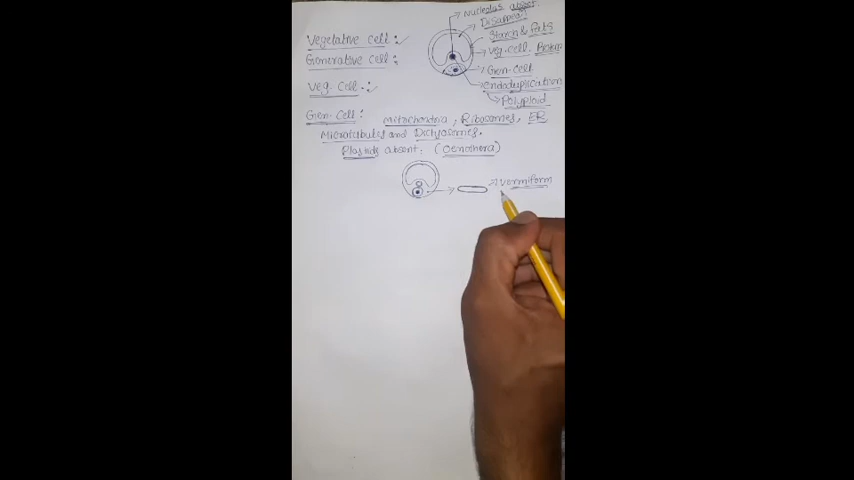 Nucleolus
Disappear
Vegetative cell:
Starch & Fats
Generative cell:
Veg. cell.
Gen-cell
Veg. Cell:
endoduplication
Polyploid
Gen-Cell:
Mitochondria, Ribosomes, ER
Microtubules and Dictyosomes.
Plastids absent. (Oenothera)
Vermiform